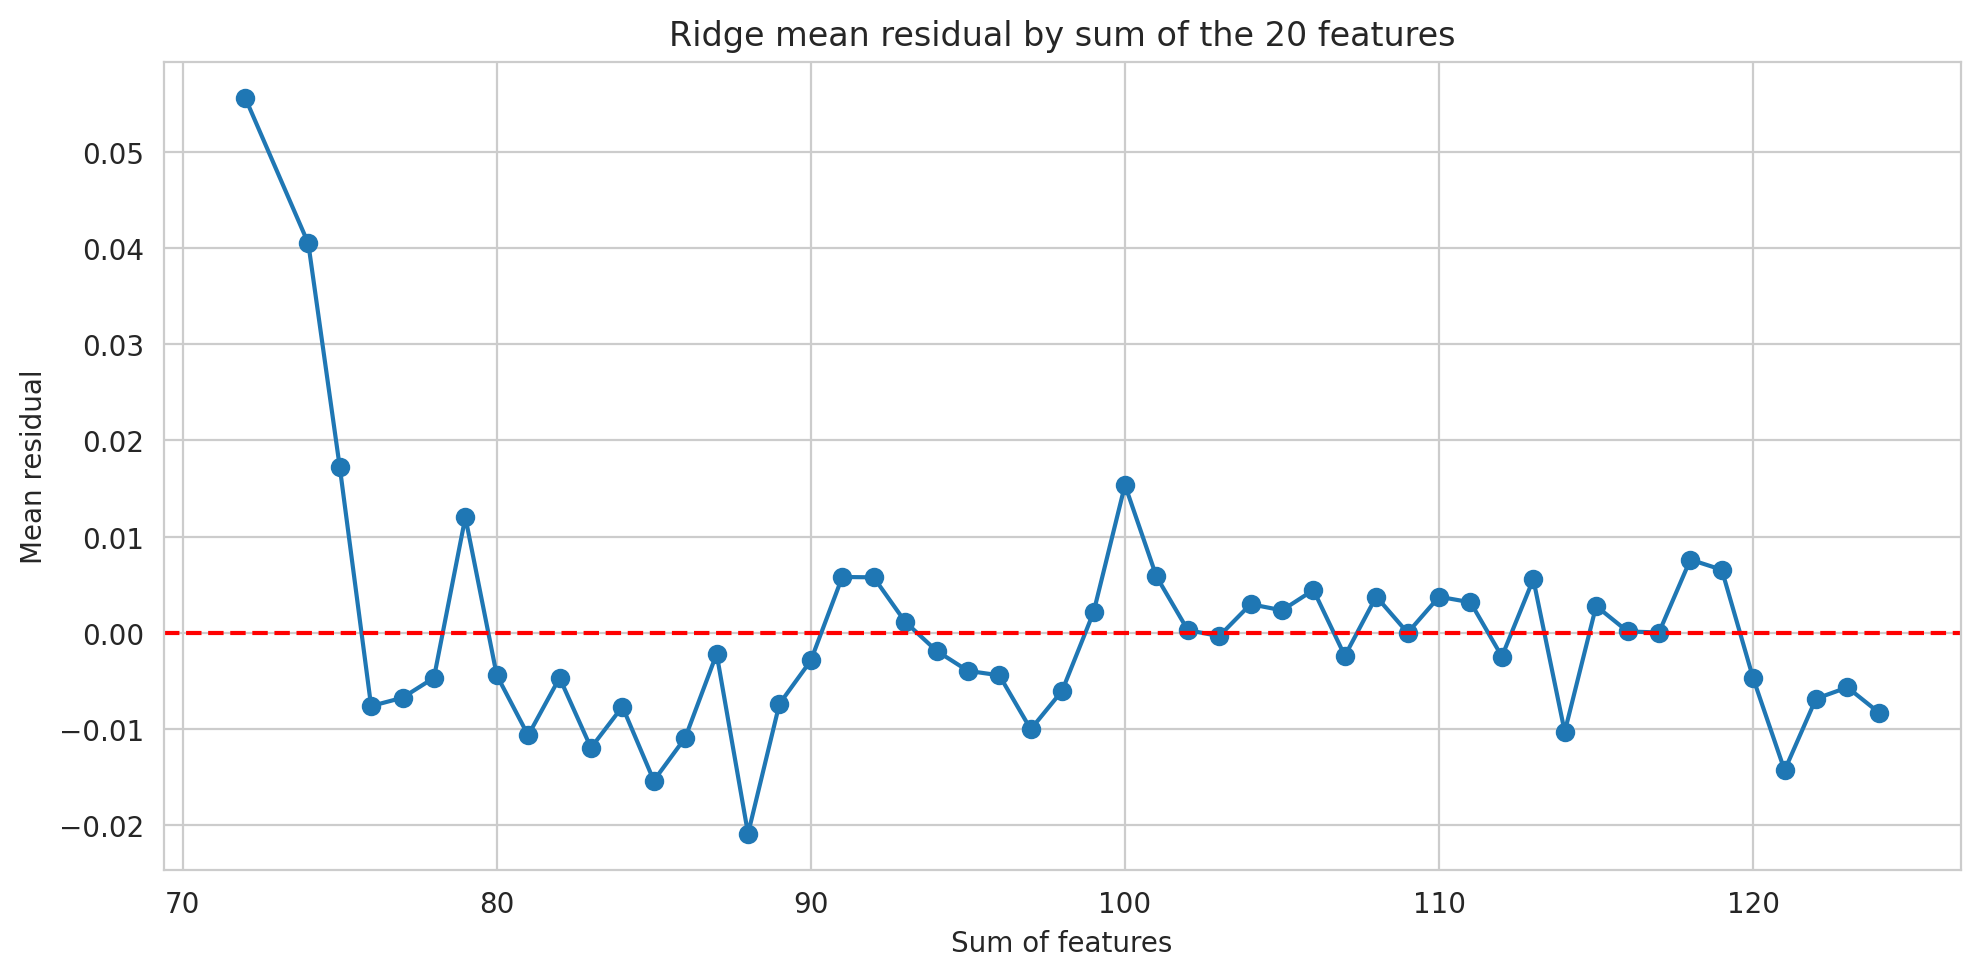 Ridge mean residual by sum of the 20 features
Mean residual
0.05
0.04
0.03
0.02
0.01
0.00
−0.01
−0.02
70 80 90 100 110 120
Sum of features